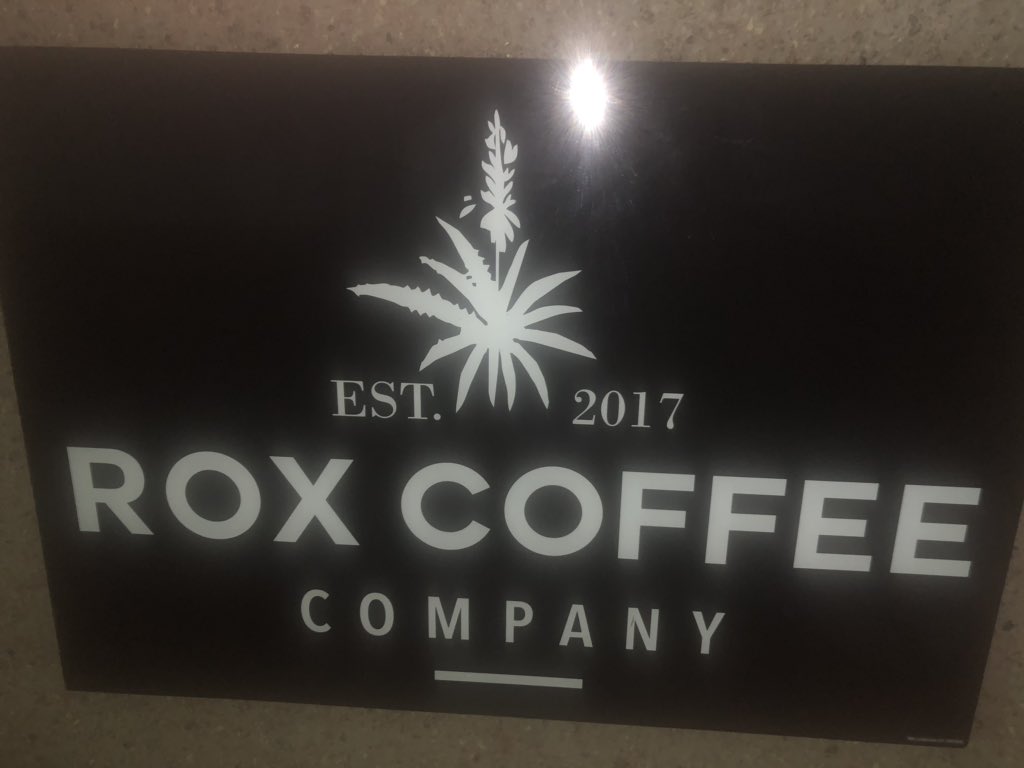 EST. 2017
ROX COFFEE
COMPANY